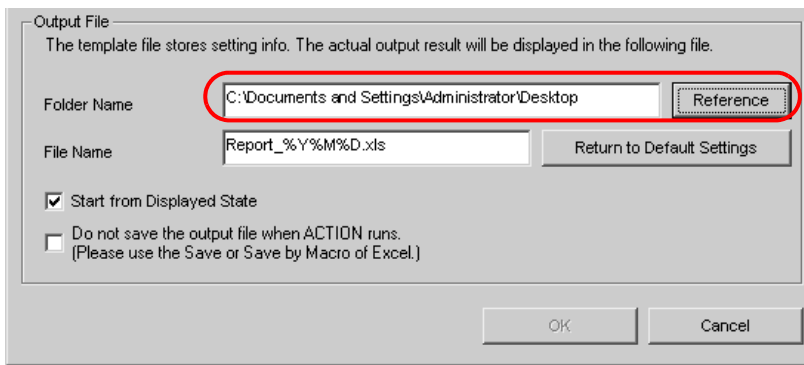 Output File
The template file stores setting info. The actual output result will be displayed in the following file.
Folder Name C:\Documents and Settings\Administrator\Desktop Reference
File Name Report_%Y%M%D.xls Return to Default Settings
Start from Displayed State
Do not save the output file when ACTION runs.
(Please use the Save or Save by Macro of Excel.)
OK Cancel